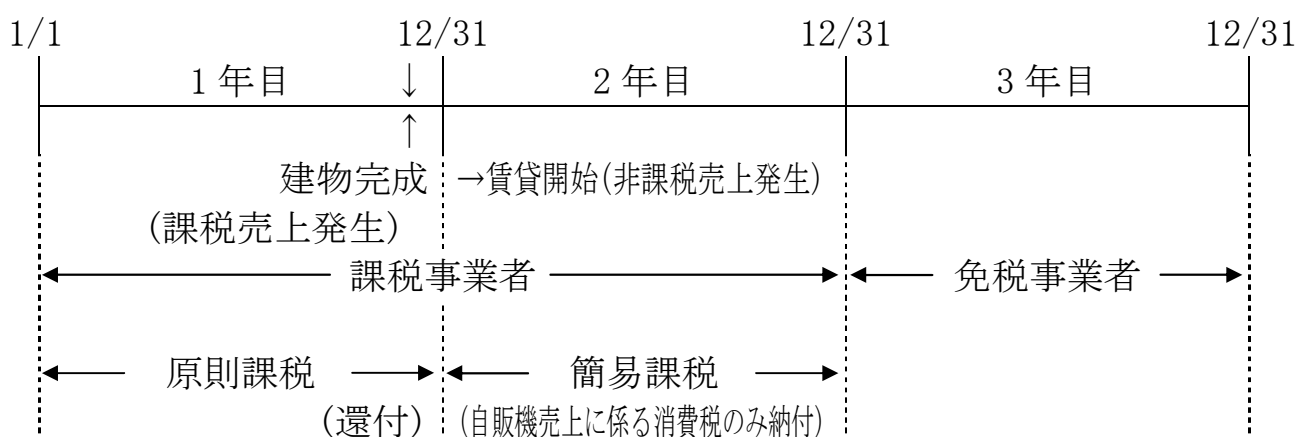 1/1 12/31 12/31 12/31
1年目 ↓ 2年目 3年目
↑
建物完成 →賃貸開始(非課税売上発生)
(課税売上発生)
課税事業者 免税事業者
原則課税 簡易課税
(還付) (自販機売上に係る消費税のみ納付)